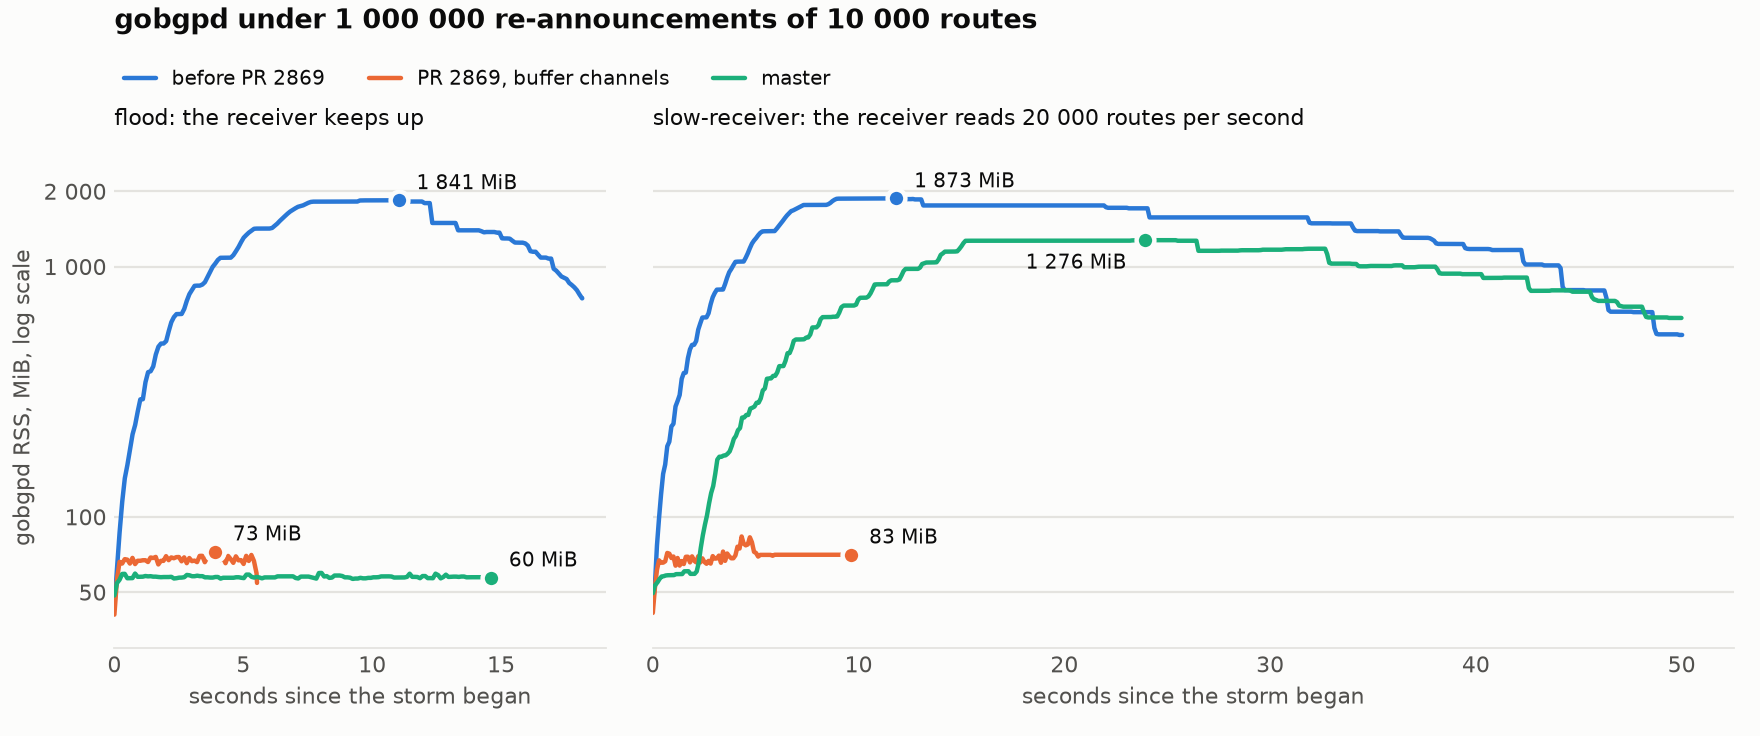 gobgpd under 1 000 000 re-announcements of 10 000 routes
before PR 2869
PR 2869, buffer channels
master
flood: the receiver keeps up
slow-receiver: the receiver reads 20 000 routes per second
gobgpd RSS, MiB, log scale
2 000
1 000
100
50
1 841 MiB
73 MiB
60 MiB
0 5 10 15
seconds since the storm began
1 873 MiB
1 276 MiB
83 MiB
0 10 20 30 40 50
seconds since the storm began